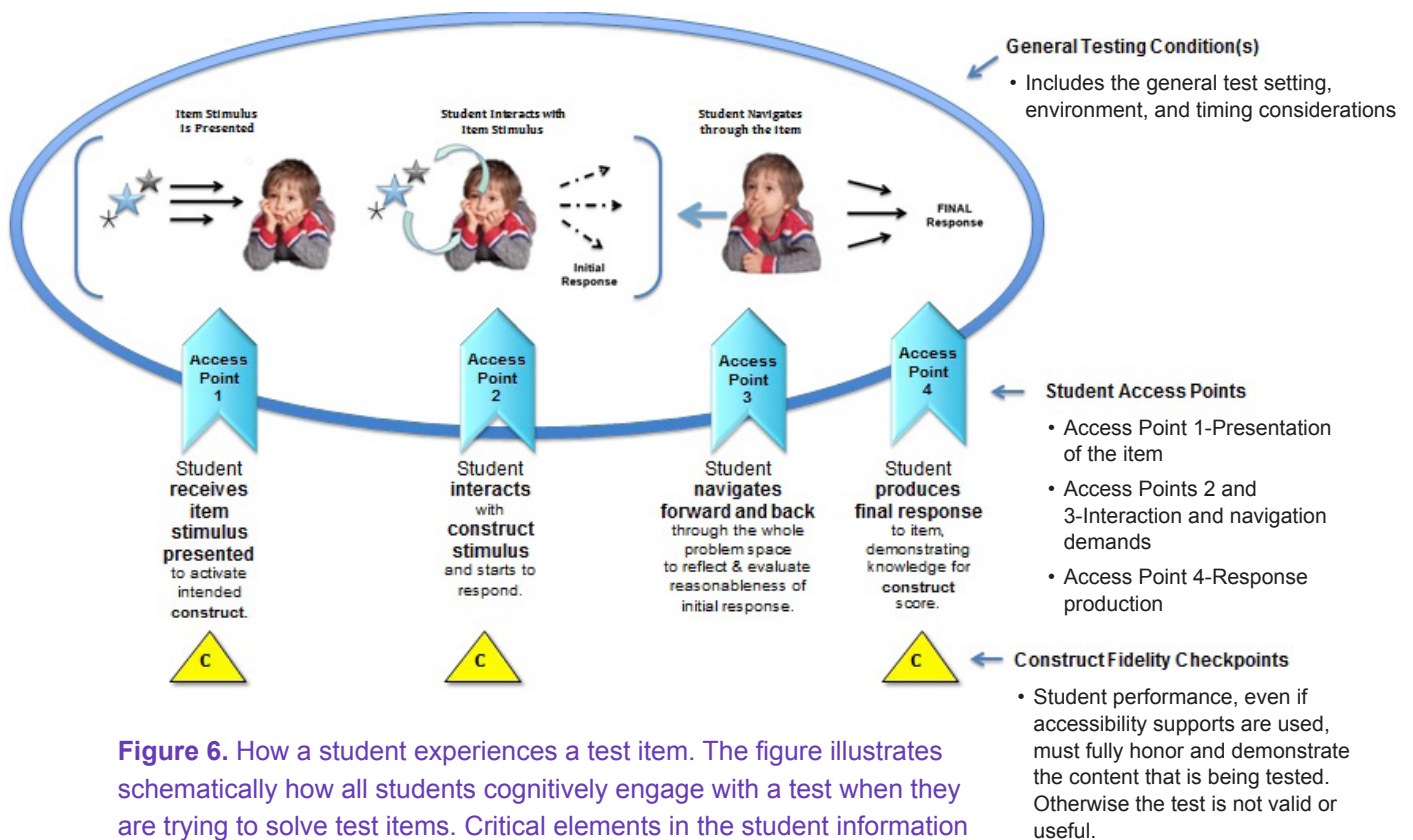 General Testing Condition(s)
• Includes the general test setting,
environment, and timing considerations
Item Stimulus
is Presented
Student Interacts with
Item Stimulus
Student Navigates
through the Item
Initial
Response
FINAL
Response
Access
Point
1
Access
Point
2
Access
Point
3
Access
Point
4
Student
receives
item
stimulus
presented
to activate
intended
construct.
Student
interacts
with
construct
stimulus
and starts to
respond.
Student
navigates
forward and back
through the whole
problem space
to reflect & evaluate
reasonableness of
initial response.
Student
produces
final response
to item,
demonstrating
knowledge for
construct
score.
C
C
C
Student Access Points
• Access Point 1-Presentation
of the item
• Access Points 2 and
3-Interaction and navigation
demands
• Access Point 4-Response
production
Construct Fidelity Checkpoints
• Student performance, even if
accessibility supports are used,
must fully honor and demonstrate
the content that is being tested.
Otherwise the test is not valid or
useful.
Figure 6. How a student experiences a test item. The figure illustrates
schematically how all students cognitively engage with a test when they
are trying to solve test items. Critical elements in the student information